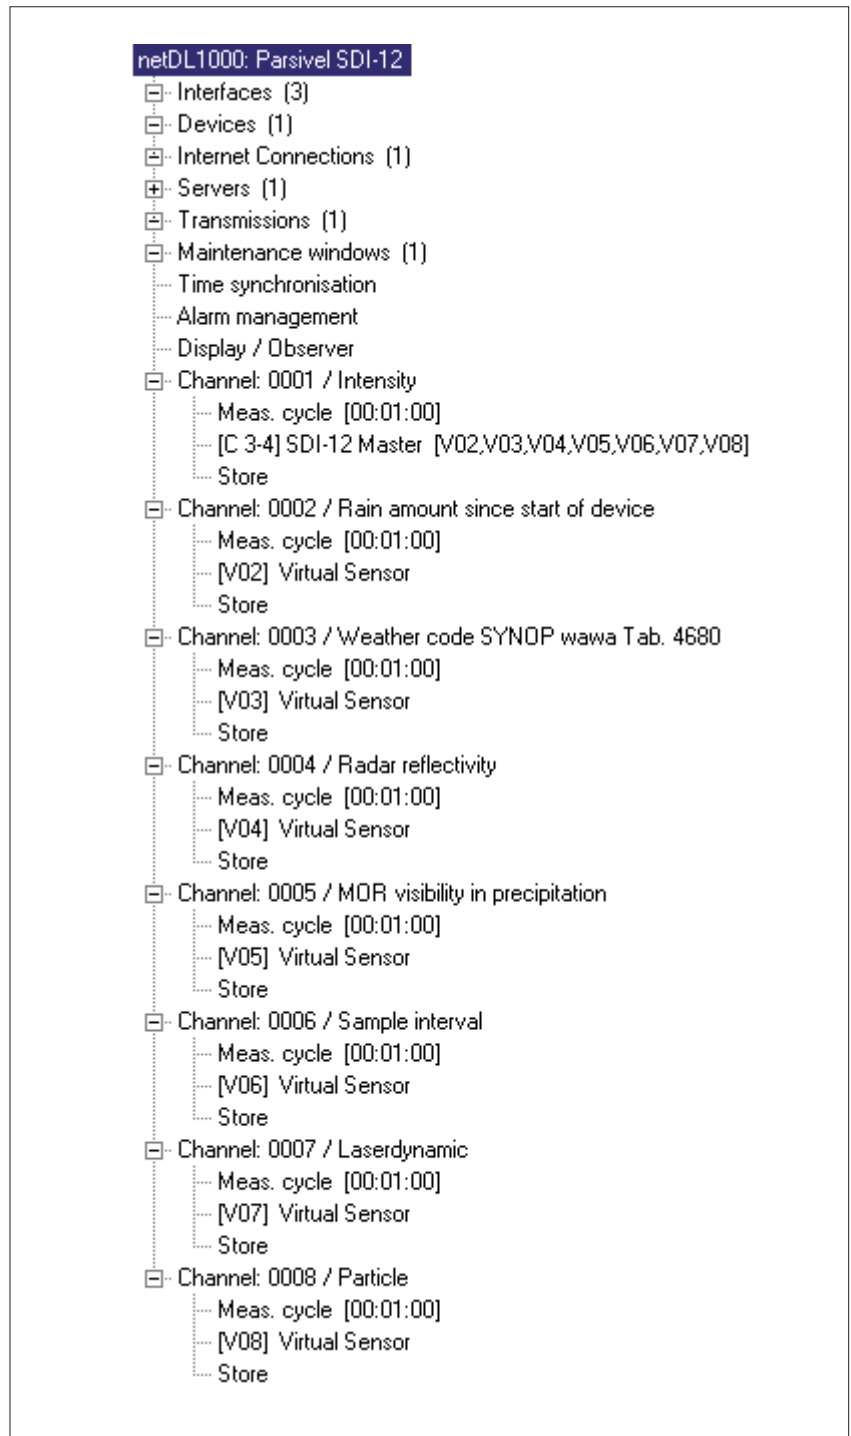 netDL1000: Parsivel SDI-12
Interfaces (3)
Devices (1)
Internet Connections (1)
Servers (1)
Transmissions (1)
Maintenance windows (1)
Time synchronisation
Alarm management
Display / Observer
Channel: 0001 / Intensity
Meas. cycle [00:01:00]
[C 3-4] SDI-12 Master [V02,V03,V04,V05,V06,V07,V08]
Store
Channel: 0002 / Rain amount since start of device
Meas. cycle [00:01:00]
[V02] Virtual Sensor
Store
Channel: 0003 / Weather code SYNOP wawa Tab. 4680
Meas. cycle [00:01:00]
[V03] Virtual Sensor
Store
Channel: 0004 / Radar reflectivity
Meas. cycle [00:01:00]
[V04] Virtual Sensor
Store
Channel: 0005 / MOR visibility in precipitation
Meas. cycle [00:01:00]
[V05] Virtual Sensor
Store
Channel: 0006 / Sample interval
Meas. cycle [00:01:00]
[V06] Virtual Sensor
Store
Channel: 0007 / Laserdynamic
Meas. cycle [00:01:00]
[V07] Virtual Sensor
Store
Channel: 0008 / Particle
Meas. cycle [00:01:00]
[V08] Virtual Sensor
Store